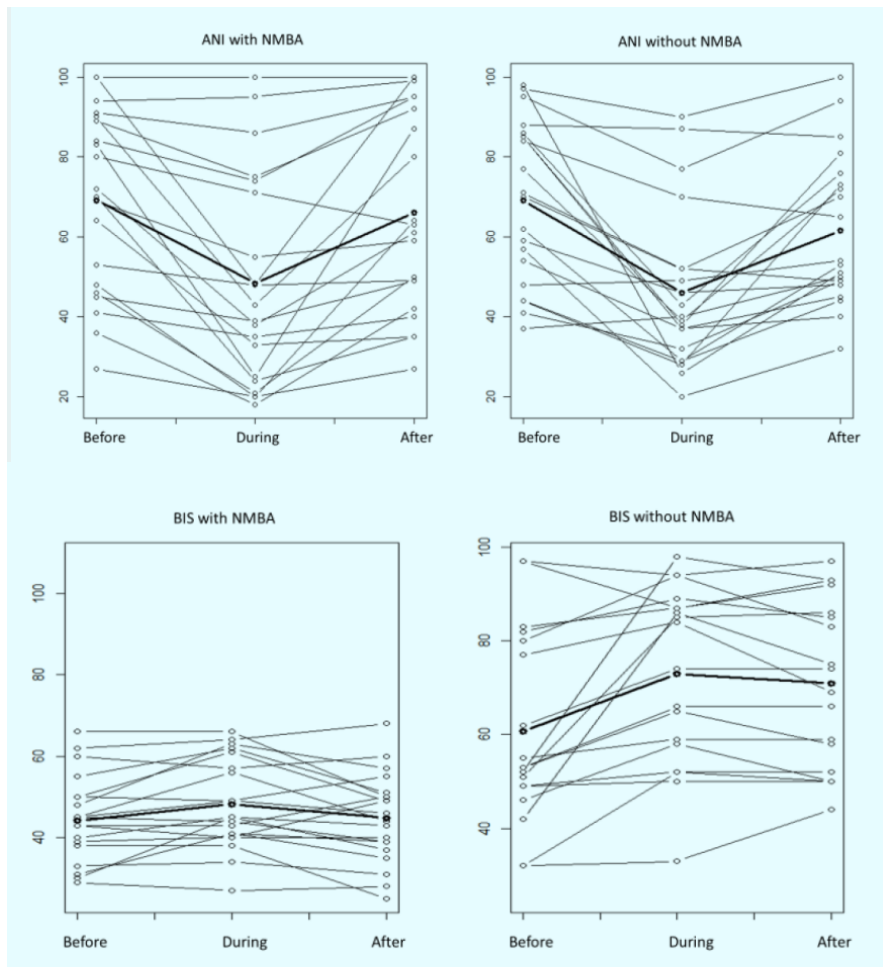 ANI with NMBA
100
80
60
40
20
Before During After
ANI without NMBA
100
80
60
40
20
Before During After
BIS with NMBA
100
80
60
40
Before During After
BIS without NMBA
100
80
60
40
Before During After